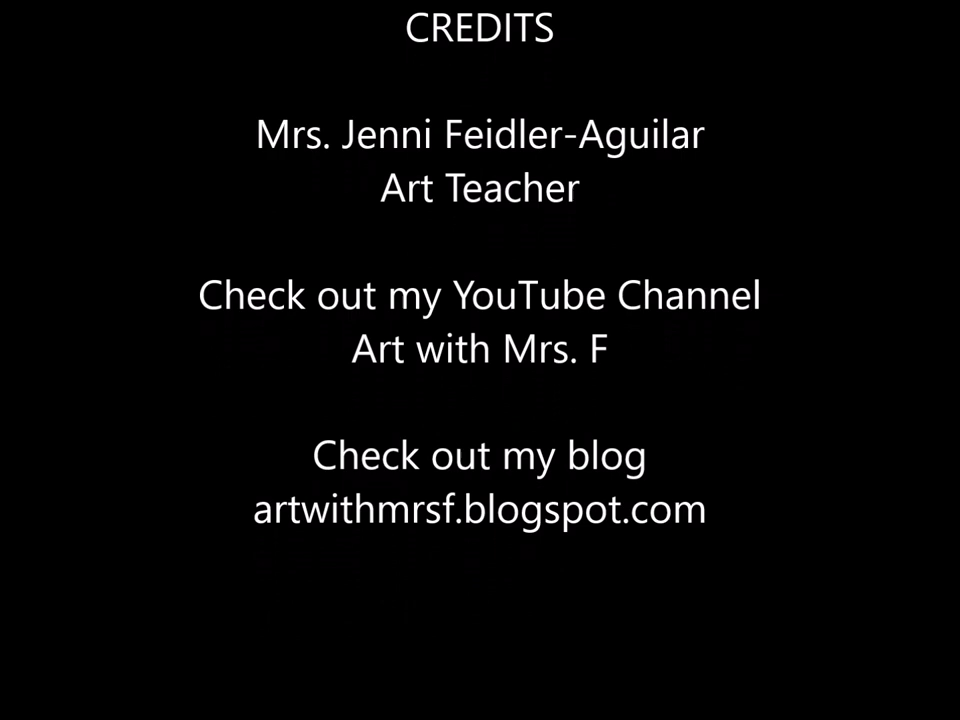 CREDITS
Mrs. Jenni Feidler-Aguilar
Art Teacher
Check out my YouTube Channel
Art with Mrs. F
Check out my blog
artwithmrsf.blogspot.com